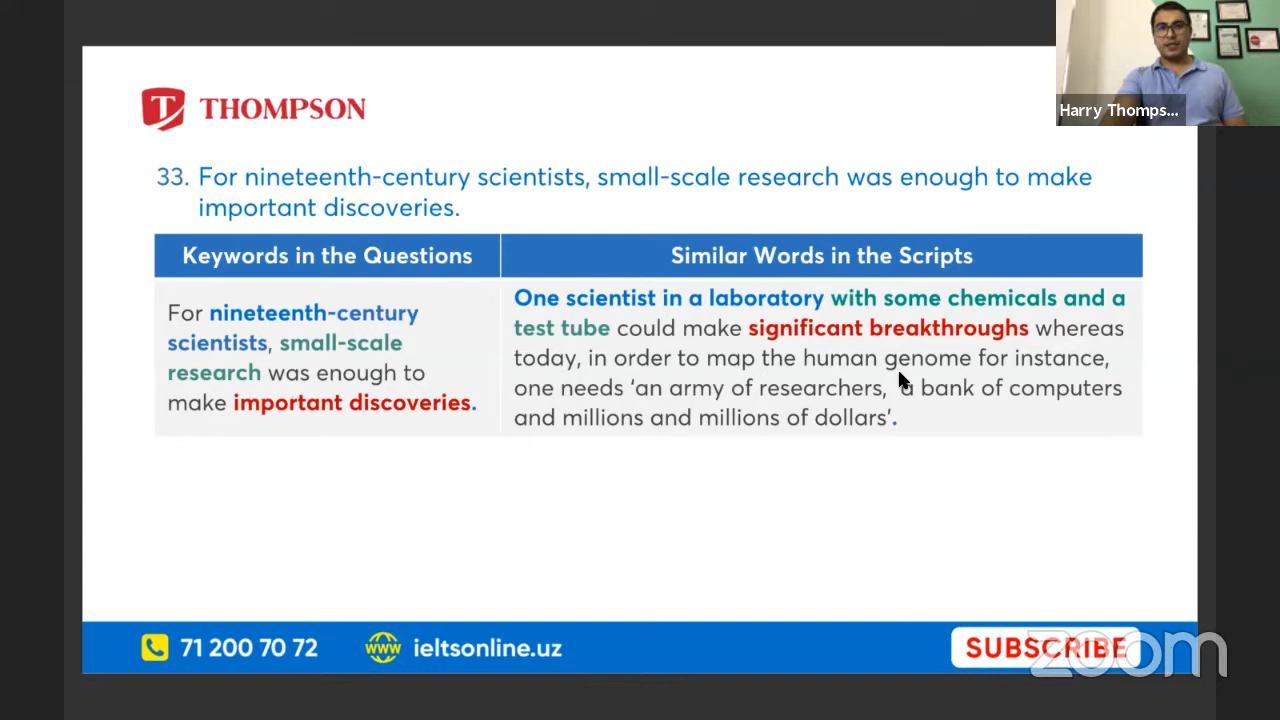 Harry Thomps...
THOMPSON
33. For nineteenth-century scientists, small-scale research was enough to make
important discoveries.
Keywords in the Questions
Similar Words in the Scripts
For nineteenth-century
scientists, small-scale
research was enough to
make important discoveries.
One scientist in a laboratory with some chemicals and a
test tube could make significant breakthroughs whereas
today, in order to map the human genome for instance,
one needs ‘an army of researchers, ‘a bank of computers
and millions and millions of dollars’.
71 200 70 72
www
ieltsonline.uz
SUBSCRIBE
zoom